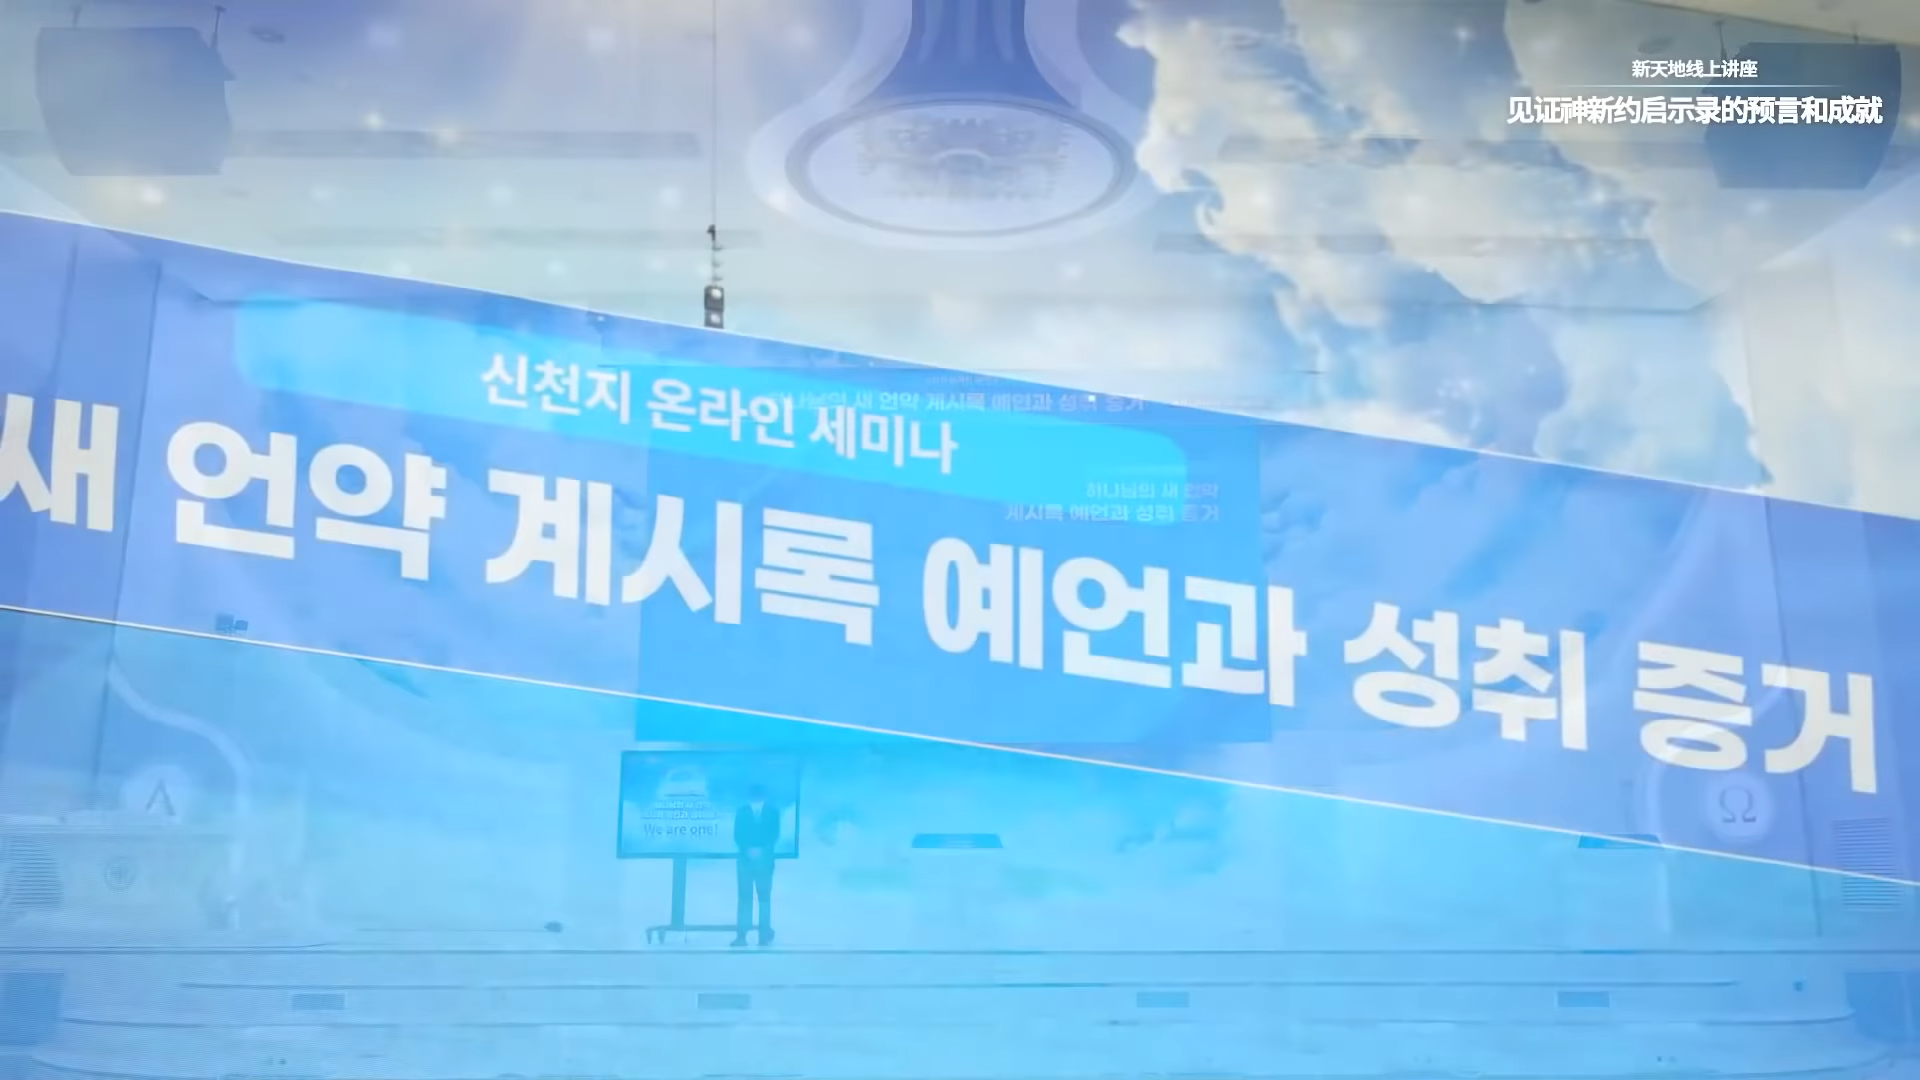 新天地线上讲座
见证神新约启示录的预言和成就
신천지 온라인 세미나
새 언약 계시록 예언과 성취 증거
하나님의 새 언약
계시록 예언과 성취 증거
We are one!
Α
Ω